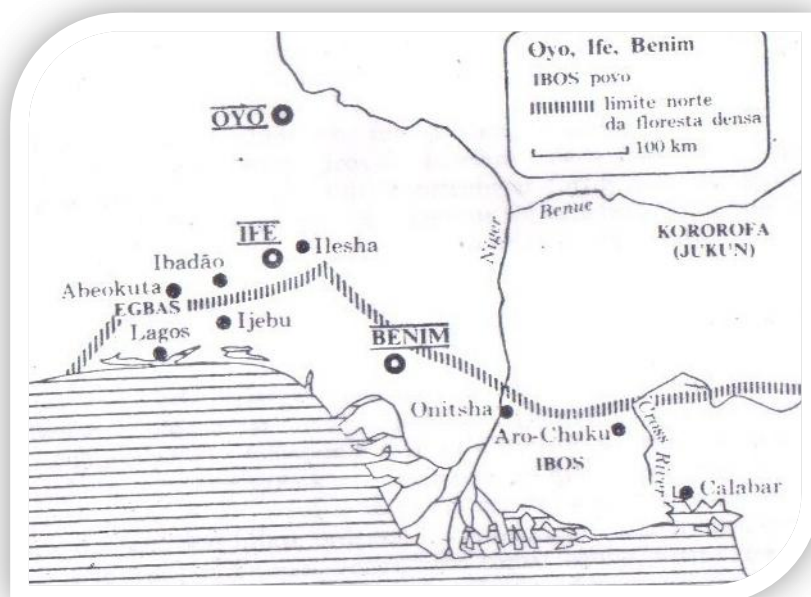 Oyo, Ife, Benim
IBOS povo
limite norte
da floresta densa
100 km
OYO
Niger
Benue
KOROROFA
(JUKUN)
IFE
Ilesha
Ibadão
Abeokuta
EGBAS
Lagos
Ijebu
BENIM
Onitsha
Aro-Chuku
IBOS
Cross River
Calabar